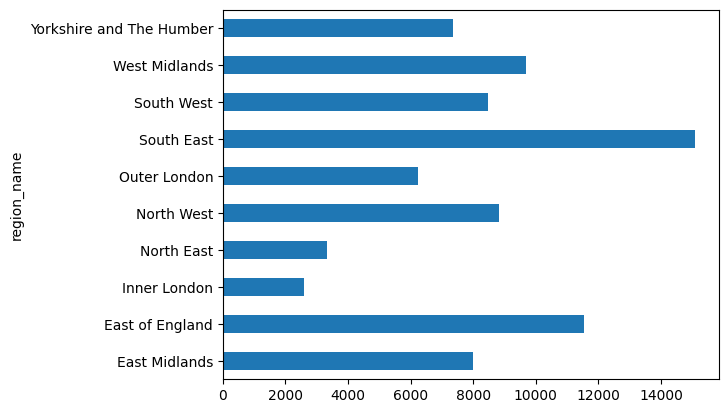 Yorkshire and The Humber
West Midlands
South West
South East
Outer London
North West
North East
Inner London
East of England
East Midlands
region_name
0 2000 4000 6000 8000 10000 12000 14000